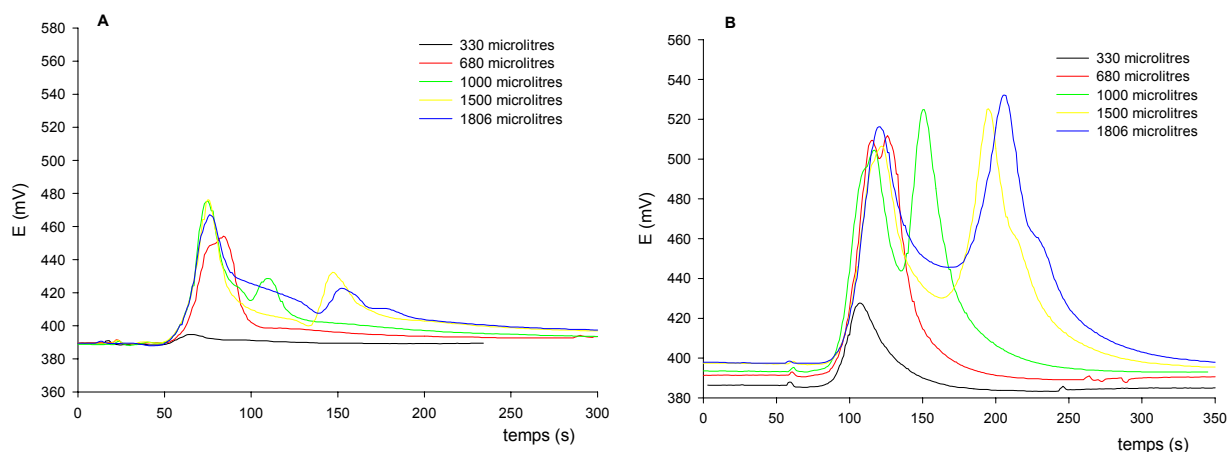 A
580
560
540
520
500
480
460
440
420
400
380
360
E (mV)
0 50 100 150 200 250 300
temps (s)
330 microlitres
680 microlitres
1000 microlitres
1500 microlitres
1806 microlitres
B
560
540
520
500
480
460
440
420
400
380
E (mV)
0 50 100 150 200 250 300 350
temps (s)
330 microlitres
680 microlitres
1000 microlitres
1500 microlitres
1806 microlitres